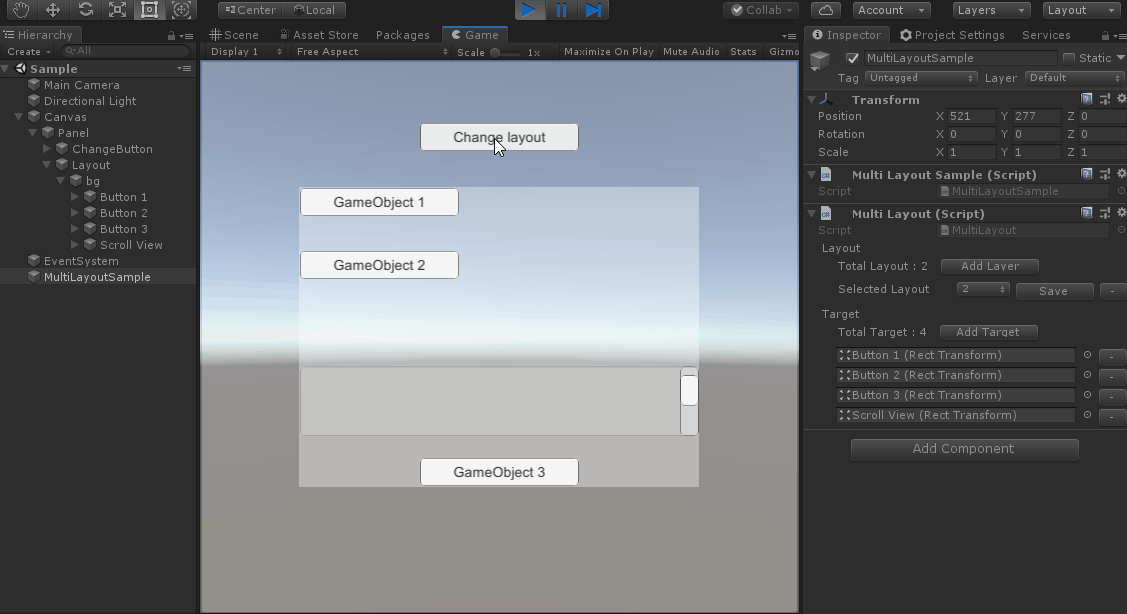 Center Local Collab Account Layers Layout
Hierarchy
Create All
Sample
Main Camera
Directional Light
Canvas
Panel
ChangeButton
Layout
bg
Button 1
Button 2
Button 3
Scroll View
EventSystem
MultiLayoutSample
Scene Asset Store Packages Game
Display 1 Free Aspect Scale 1x Maximize On Play Mute Audio Stats Gizmo
Change layout
GameObject 1
GameObject 2
GameObject 3
Inspector Project Settings Services
MultiLayoutSample Static
Tag Untagged Layer Default
Transform
Position X 521 Y 277 Z 0
Rotation X 0 Y 0 Z 0
Scale X 1 Y 1 Z 1
Multi Layout Sample (Script)
Script MultiLayoutSample
Multi Layout (Script)
Script MultiLayout
Layout
Total Layout : 2 Add Layer
Selected Layout 2 Save -
Target
Total Target : 4 Add Target
Button 1 (Rect Transform) -
Button 2 (Rect Transform) -
Button 3 (Rect Transform) -
Scroll View (Rect Transform) -
Add Component